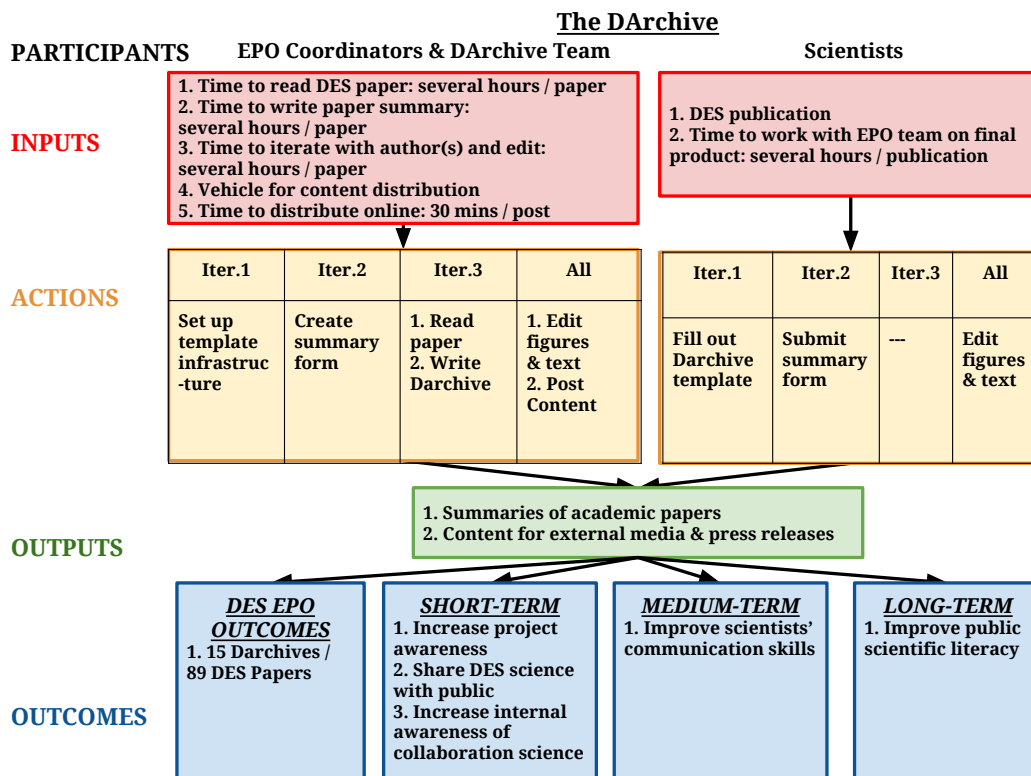 The DArchive
PARTICIPANTS
EPO Coordinators & DArchive Team
Scientists
INPUTS
1. Time to read DES paper: several hours / paper
2. Time to write paper summary:
several hours / paper
3. Time to iterate with author(s) and edit:
several hours / paper
4. Vehicle for content distribution
5. Time to distribute online: 30 mins / post
1. DES publication
2. Time to work with EPO team on final
product: several hours / publication
ACTIONS
Iter.1
Iter.2
Iter.3
All
Set up
template
infrastruc
-ture
Create
summary
form
1. Read
paper
2. Write
Darchive
1. Edit
figures
& text
2. Post
Content
Iter.1
Iter.2
Iter.3
All
Fill out
Darchive
template
Submit
summary
form
---
Edit
figures
& text
OUTPUTS
1. Summaries of academic papers
2. Content for external media & press releases
OUTCOMES
DES EPO
OUTCOMES
1. 15 Darchives /
89 DES Papers
SHORT-TERM
1. Increase project
awareness
2. Share DES science
with public
3. Increase internal
awareness of
collaboration science
MEDIUM-TERM
1. Improve scientists’
communication skills
LONG-TERM
1. Improve public
scientific literacy